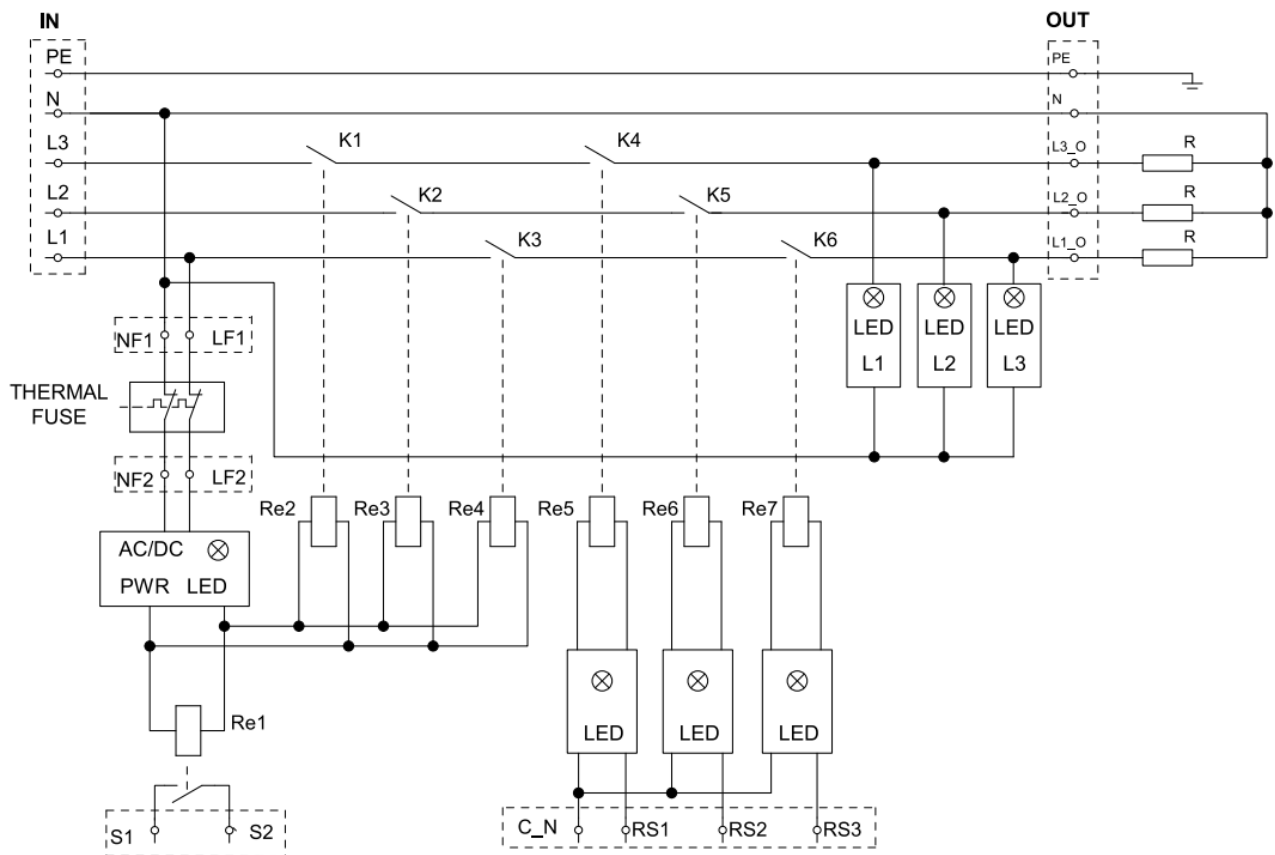 IN
OUT
PE
PE
N
N
L3
K1
K4
L3_O
R
L2
K2
K5
L2_O
R
L1
K3
K6
L1_O
R
NF1
LF1
LED
L1
LED
L2
LED
L3
THERMAL
FUSE
NF2
LF2
Re2
Re3
Re4
Re5
Re6
Re7
AC/DC
PWR LED
Re1
LED
LED
LED
S1
S2
C_N
RS1
RS2
RS3